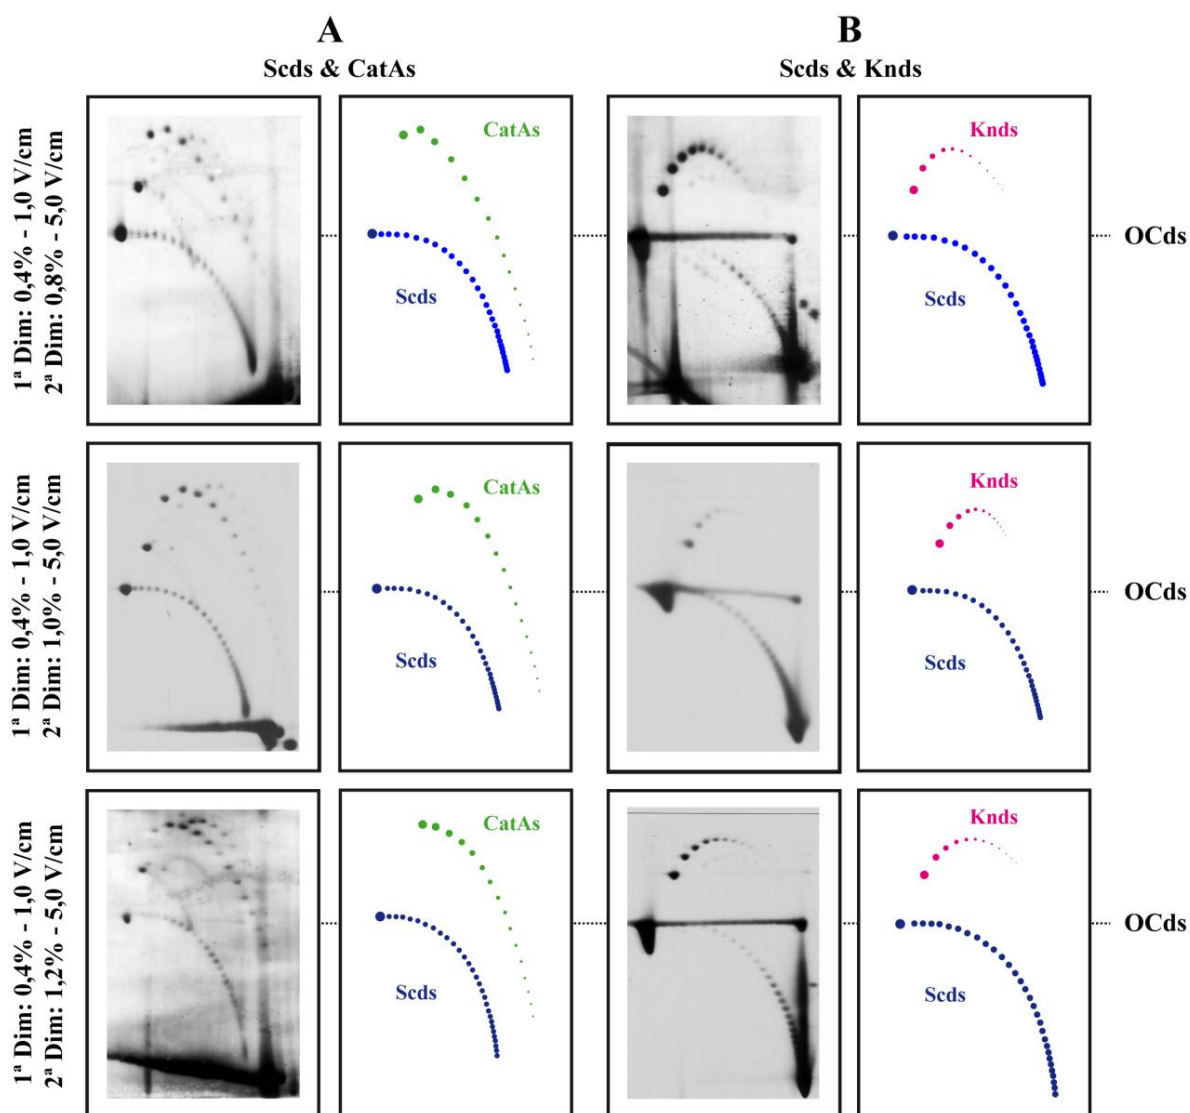 A
B
Scds & CatAs
Scds & Knds
1ª Dim: 0,4% - 1,0 V/cm
2ª Dim: 0,8% - 5,0 V/cm
CatAs
Scds
Knds
Scds
OCds
1ª Dim: 0,4% - 1,0 V/cm
2ª Dim: 1,0% - 5,0 V/cm
CatAs
Scds
Knds
Scds
OCds
1ª Dim: 0,4% - 1,0 V/cm
2ª Dim: 1,2% - 5,0 V/cm
CatAs
Scds
Knds
Scds
OCds